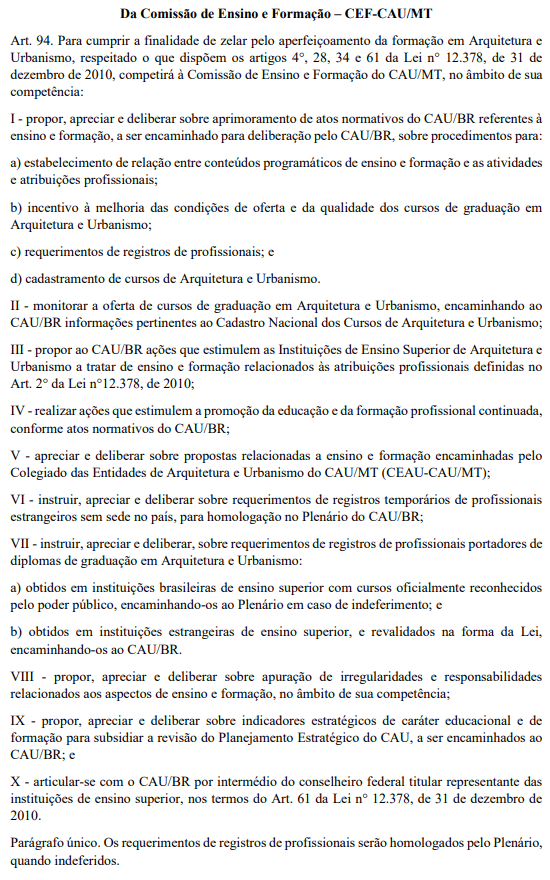 Da Comissão de Ensino e Formação – CEF-CAU/MT
Art. 94. Para cumprir a finalidade de zelar pelo aperfeiçoamento da formação em Arquitetura e
Urbanismo, respeitado o que dispõem os artigos 4°, 28, 34 e 61 da Lei n° 12.378, de 31 de
dezembro de 2010, competirá à Comissão de Ensino e Formação do CAU/MT, no âmbito de sua
competência:
I - propor, apreciar e deliberar sobre aprimoramento de atos normativos do CAU/BR referentes à
ensino e formação, a ser encaminhado para deliberação pelo CAU/BR, sobre procedimentos para:
a) estabelecimento de relação entre conteúdos programáticos de ensino e formação e as atividades
e atribuições profissionais;
b) incentivo à melhoria das condições de oferta e da qualidade dos cursos de graduação em
Arquitetura e Urbanismo;
c) requerimentos de registros de profissionais; e
d) cadastramento de cursos de Arquitetura e Urbanismo.
II - monitorar a oferta de cursos de graduação em Arquitetura e Urbanismo, encaminhando ao
CAU/BR informações pertinentes ao Cadastro Nacional dos Cursos de Arquitetura e Urbanismo;
III - propor ao CAU/BR ações que estimulem as Instituições de Ensino Superior de Arquitetura e
Urbanismo a tratar de ensino e formação relacionados às atribuições profissionais definidas no
Art. 2° da Lei n°12.378, de 2010;
IV - realizar ações que estimulem a promoção da educação e da formação profissional continuada,
conforme atos normativos do CAU/BR;
V - apreciar e deliberar sobre propostas relacionadas a ensino e formação encaminhadas pelo
Colegiado das Entidades de Arquitetura e Urbanismo do CAU/MT (CEAU-CAU/MT);
VI - instruir, apreciar e deliberar sobre requerimentos de registros temporários de profissionais
estrangeiros sem sede no país, para homologação no Plenário do CAU/BR;
VII - instruir, apreciar e deliberar, sobre requerimentos de registros de profissionais portadores de
diplomas de graduação em Arquitetura e Urbanismo:
a) obtidos em instituições brasileiras de ensino superior com cursos oficialmente reconhecidos
pelo poder público, encaminhando-os ao Plenário em caso de indeferimento; e
b) obtidos em instituições estrangeiras de ensino superior, e revalidados na forma da Lei,
encaminhando-os ao CAU/BR.
VIII - propor, apreciar e deliberar sobre apuração de irregularidades e responsabilidades
relacionados aos aspectos de ensino e formação, no âmbito de sua competência;
IX - propor, apreciar e deliberar sobre indicadores estratégicos de caráter educacional e de
formação para subsidiar a revisão do Planejamento Estratégico do CAU, a ser encaminhados ao
CAU/BR; e
X - articular-se com o CAU/BR por intermédio do conselheiro federal titular representante das
instituições de ensino superior, nos termos do Art. 61 da Lei n° 12.378, de 31 de dezembro de
2010.
Parágrafo único. Os requerimentos de registros de profissionais serão homologados pelo Plenário,
quando indeferidos.